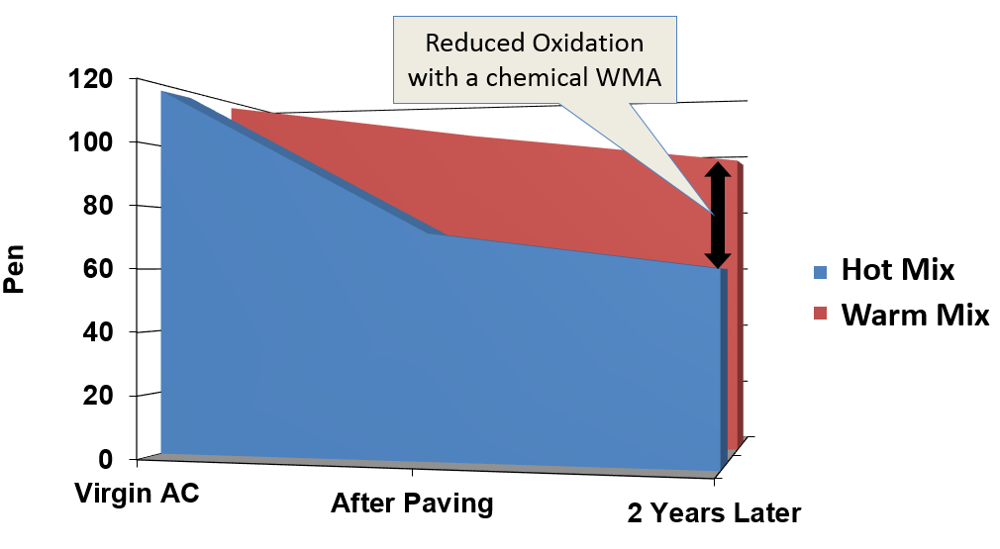 Reduced Oxidation
with a chemical WMA
120
100
80
60
40
20
0
Pen
Virgin AC
After Paving
2 Years Later
Hot Mix
Warm Mix